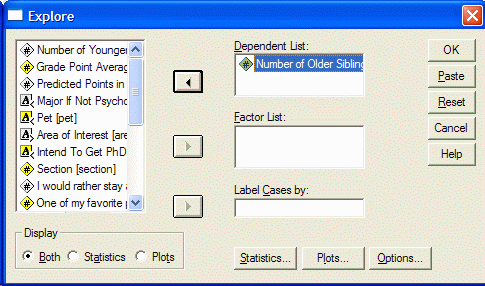 Explore
Number of Younger
Grade Point Averag
Predicted Points in
Major If Not Psycho
Pet [pet]
Area of Interest [are
Intend To Get PhD
Section [section]
I would rather stay a
One of my favorite p
Dependent List:
Number of Older Sibling
Factor List:
Label Cases by:
OK
Paste
Reset
Cancel
Help
Display
Both Statistics Plots
Statistics... Plots... Options...